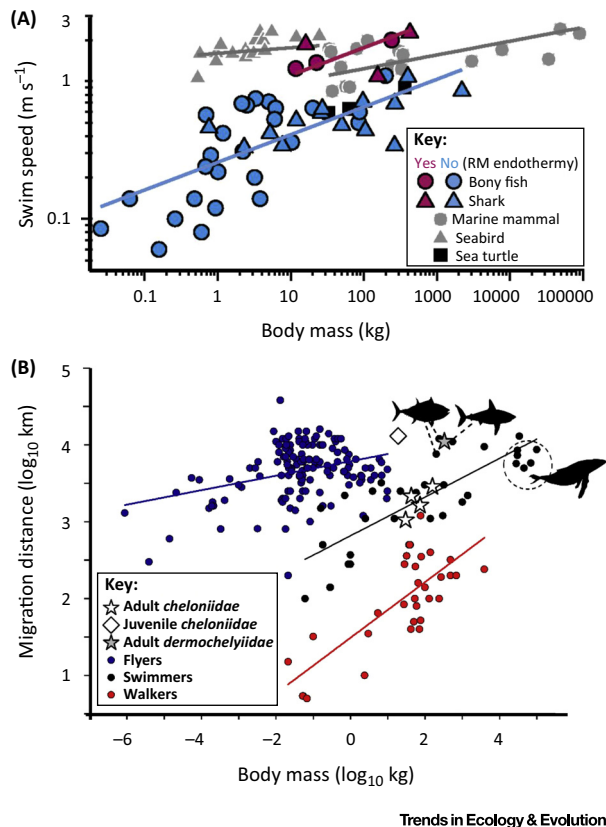 (A)
3
1
0.1
Swim speed (m s⁻¹)
Key:
Yes No (RM endothermy)
Bony fish
Shark
Marine mammal
Seabird
Sea turtle
0.1 1 10 100 1000 10000 100000
Body mass (kg)
(B)
5
4
3
2
1
Migration distance (log₁₀ km)
Key:
Adult cheloniidae
Juvenile cheloniidae
Adult dermochelyiidae
Flyers
Swimmers
Walkers
–6 –4 –2 0 2 4
Body mass (log₁₀ kg)
Trends in Ecology & Evolution